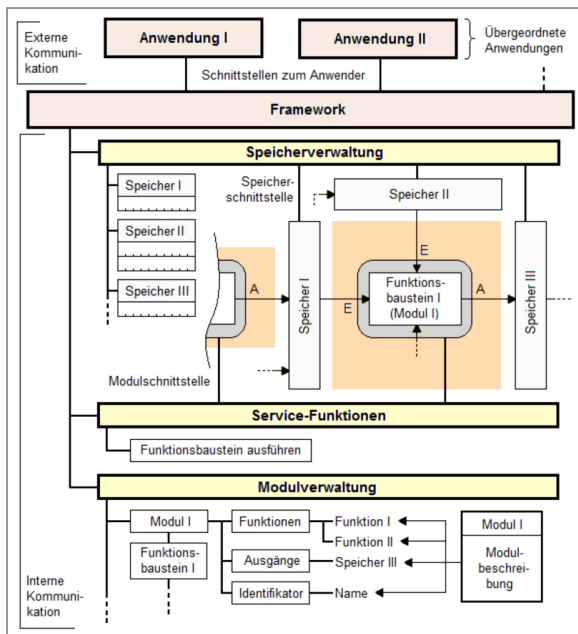 Externe
Kommuni-
kation
Anwendung I
Anwendung II
Übergeordnete
Anwendungen
Schnittstellen zum Anwender
Framework
Speicherverwaltung
Speicher I
Speicher II
Speicher III
Speicher-
schnittstelle
Speicher II
A
Speicher I
E
E
Funktions-
baustein I
(Modul I)
A
Speicher III
Modulschnittstelle
Service-Funktionen
Funktionsbaustein ausführen
Modulverwaltung
Modul I
Funktions-
baustein I
Funktionen
Funktion I
Funktion II
Ausgänge
Speicher III
Identifikator
Name
Modul I
Modul-
beschrei-
bung
Interne
Kommuni-
kation